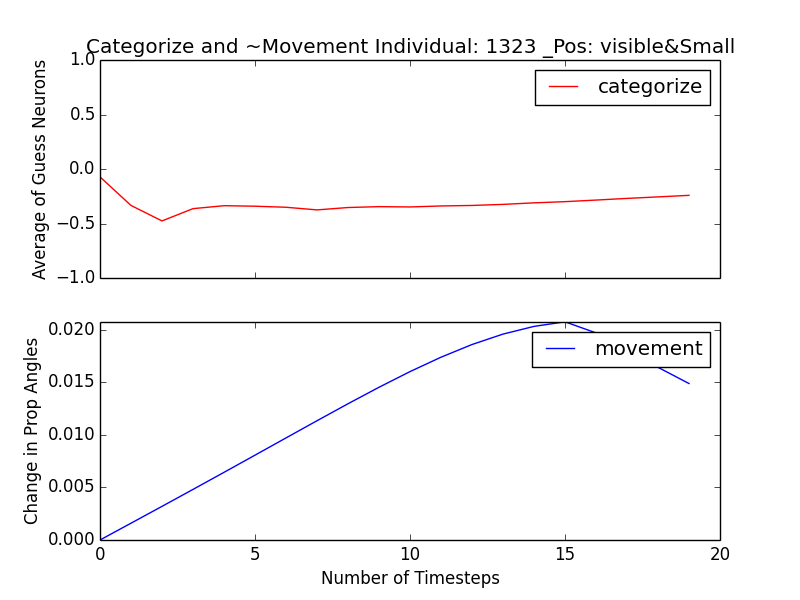 Categorize and ~Movement Individual: 1323 _Pos: visible&Small
1.0
0.5
0.0
−0.5
−1.0
Average of Guess Neurons
categorize
0.020
0.015
0.010
0.005
0.000
Change in Prop Angles
movement
0 5 10 15 20
Number of Timesteps